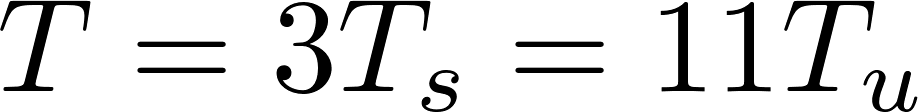 T = 3T_s = 11T_u